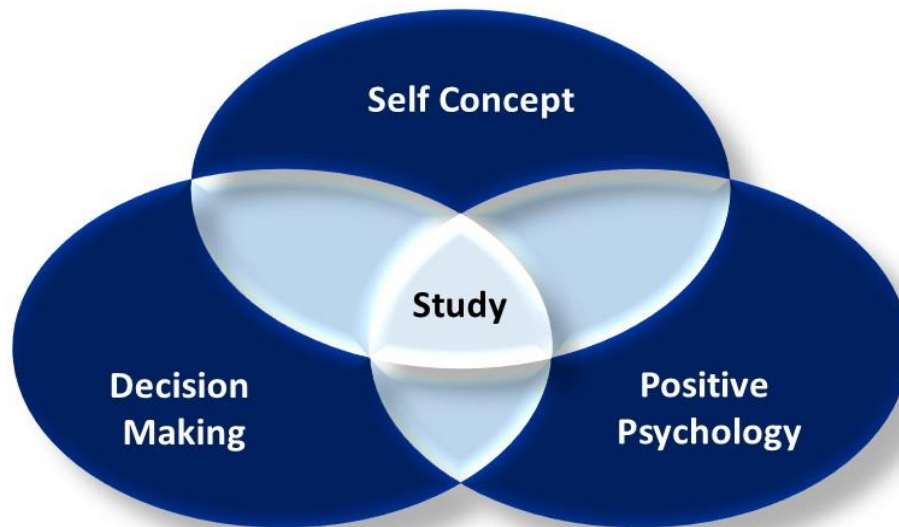 Self Concept
Study
Decision
Making
Positive
Psychology